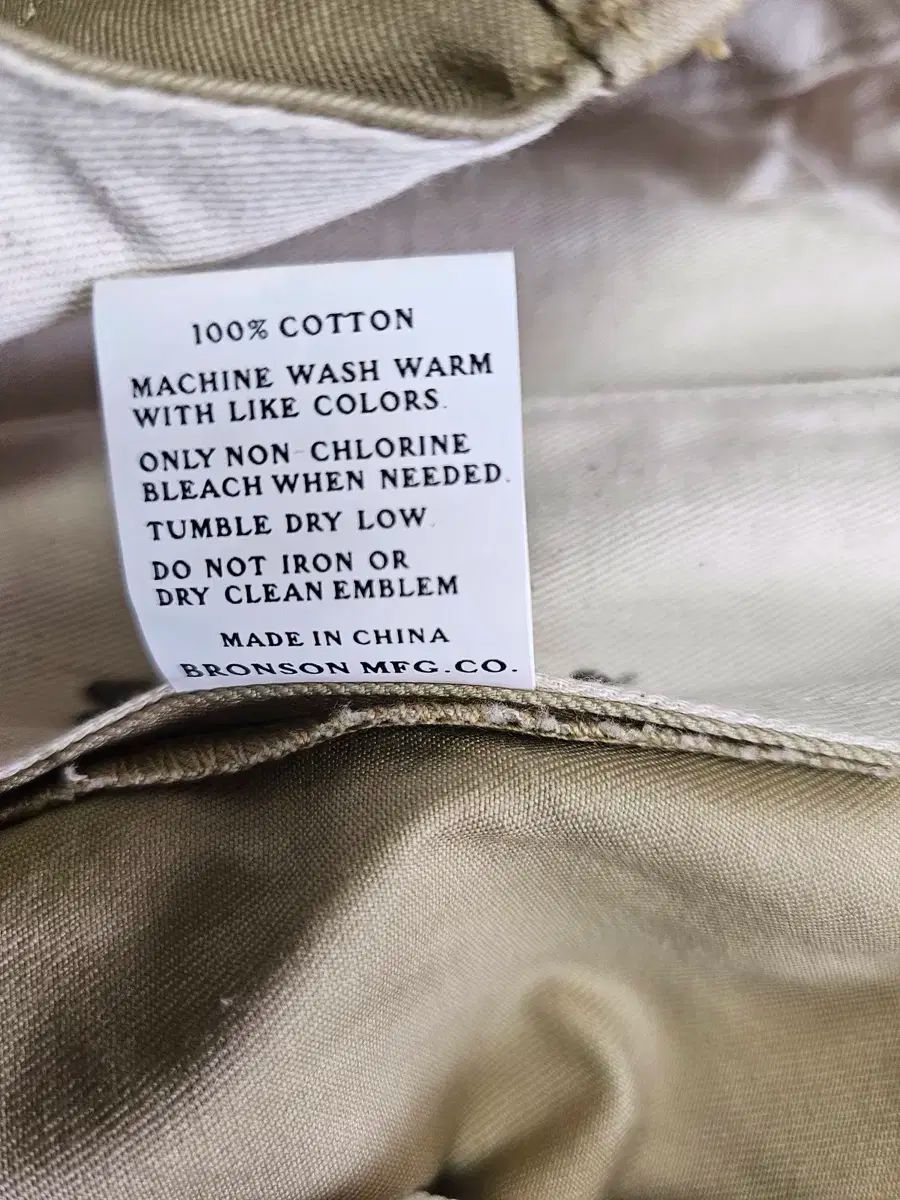 100% COTTON
MACHINE WASH WARM
WITH LIKE COLORS.
ONLY NON-CHLORINE
BLEACH WHEN NEEDED.
TUMBLE DRY LOW.
DO NOT IRON OR
DRY CLEAN EMBLEM
MADE IN CHINA
BRONSON MFG.CO.